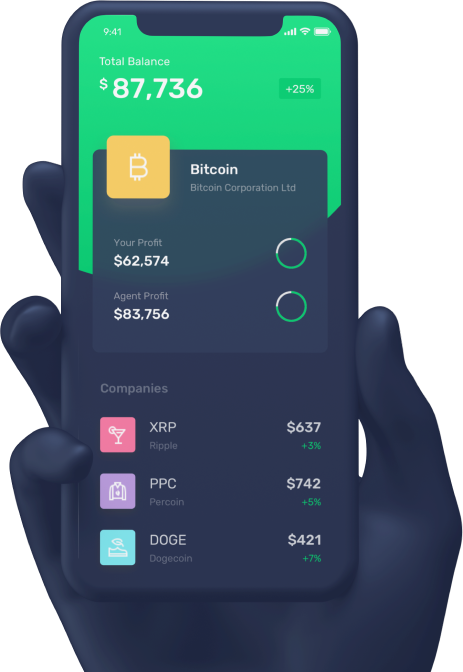 9:41
Total Balance
$87,736
+25%
Bitcoin
Bitcoin Corporation Ltd
Your Profit
$62,574
Agent Profit
$83,756
Companies
XRP $637
Ripple +3%
PPC $742
Percoin +5%
DOGE $421
Dogecoin +7%